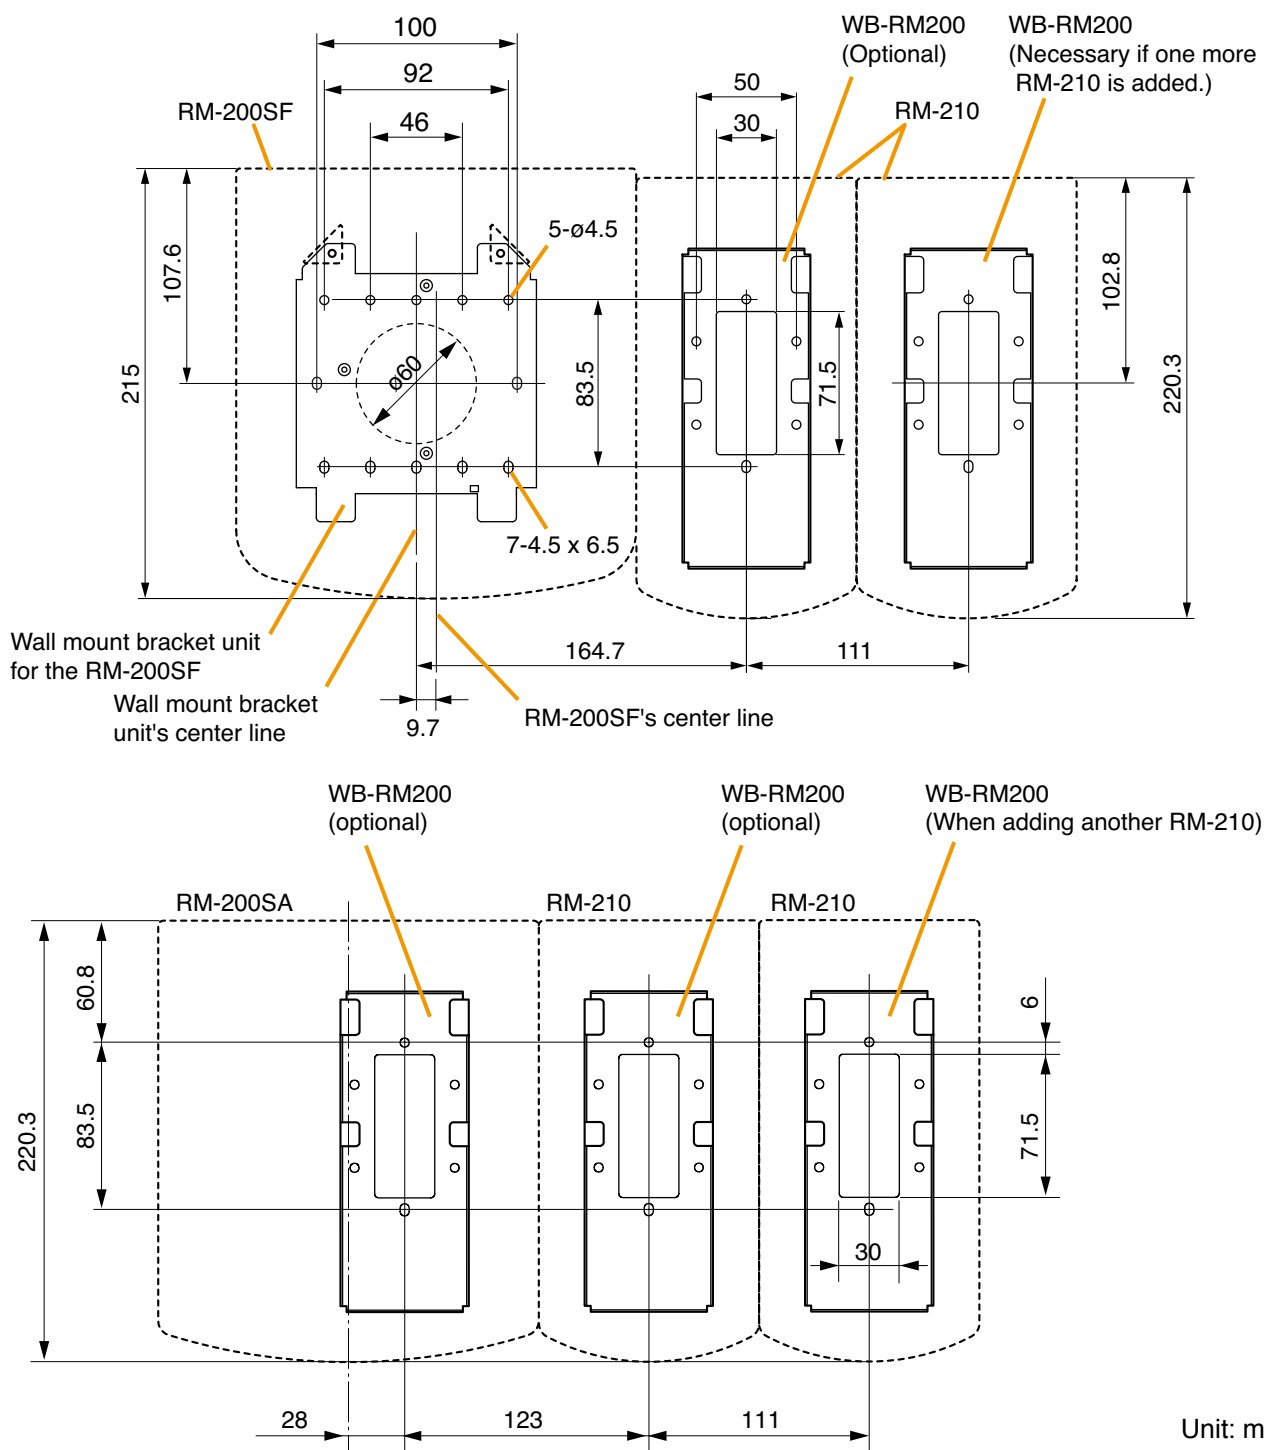 100
WB-RM200
(Optional)
WB-RM200
(Necessary if one more
RM-210 is added.)
92
50
RM-200SF
46
30
RM-210
5-ø4.5
107.6
102.8
215
ø60
83.5
71.5
220.3
7-4.5 x 6.5
Wall mount bracket unit
for the RM-200SF
164.7
111
Wall mount bracket
unit's center line
9.7
RM-200SF's center line
WB-RM200
(optional)
WB-RM200
(optional)
WB-RM200
(When adding another RM-210)
RM-200SA
RM-210
RM-210
60.8
6
220.3
83.5
71.5
30
28
123
111
Unit: m